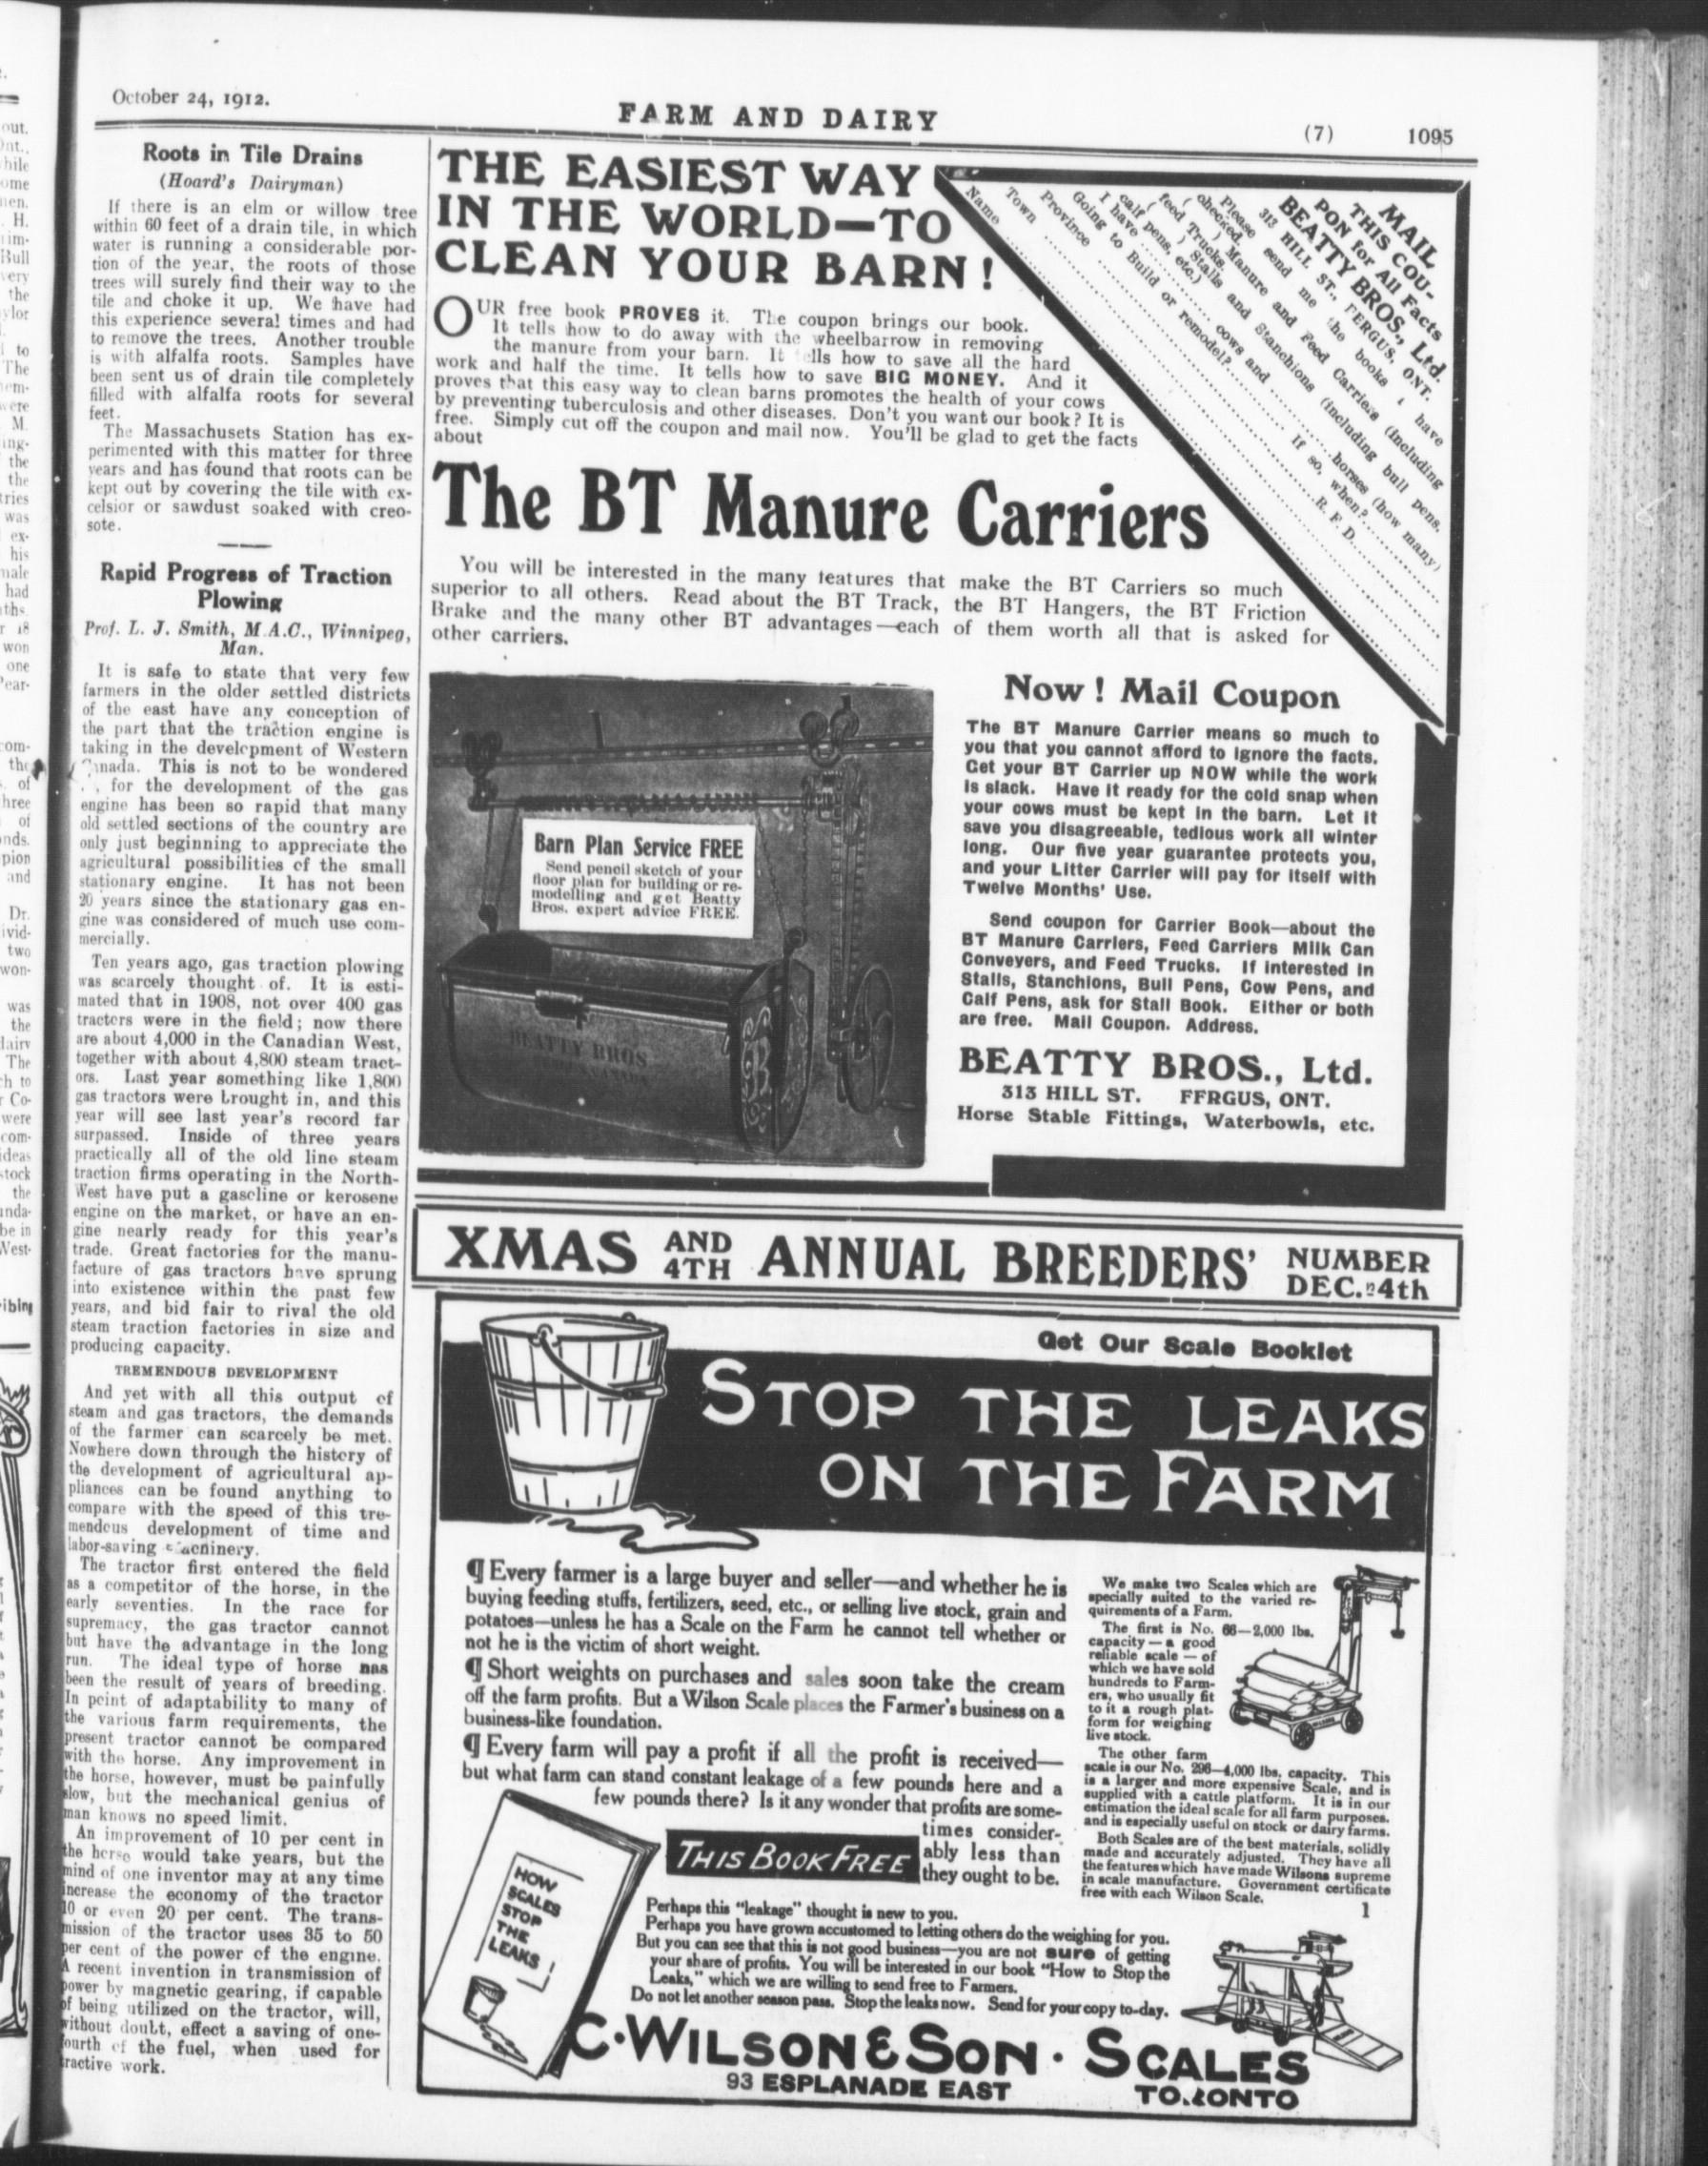 October 24, 1912.
FARM AND DAIRY
(7) 1095
Roots in Tile Drains
(Hoard's Dairyman)
If there is an elm or willow tree
within 60 feet of a drain tile, in which
water is running a considerable por-
tion of the year, the roots of those
trees will surely find their way to the
tile and choke it up. We have had
this experience several times and had
to remove the trees. Another trouble
is with alfalfa roots. Samples have
been sent us of drain tile completely
filled with alfalfa roots for several
feet.
The Massachusets Station has ex-
perimented with this matter for three
years and has found that roots can be
kept out by covering the tile with ex-
celsior or sawdust soaked with creo-
sote.
Rapid Progress of Traction
Plowing
Prof. L. J. Smith, M.A.C., Winnipeg,
Man.
It is safe to state that very few
farmers in the older settled districts
of the east have any conception of
the part that the traction engine is
taking in the development of Western
Canada. This is not to be wondered
, for the development of the gas
engine has been so rapid that many
old settled sections of the country are
only just beginning to appreciate the
agricultural possibilities of the small
stationary engine. It has not been
20 years since the stationary gas en-
gine was considered of much use com-
mercially.
Ten years ago, gas traction plowing
was scarcely thought of. It is esti-
mated that in 1908, not over 400 gas
tractors were in the field; now there
are about 4,000 in the Canadian West,
together with about 4,800 steam tract-
ors. Last year something like 1,800
gas tractors were brought in, and this
year will see last year's record far
surpassed. Inside of three years
practically all of the old line steam
traction firms operating in the North-
West have put a gasoline or kerosene
engine on the market, or have an en-
gine nearly ready for this year's
trade. Great factories for the manu-
facture of gas tractors have sprung
into existence within the past few
years, and bid fair to rival the old
steam traction factories in size and
producing capacity.
TREMENDOUS DEVELOPMENT
And yet with all this output of
steam and gas tractors, the demands
of the farmer can scarcely be met.
Nowhere down through the history of
the development of agricultural ap-
pliances can be found anything to
compare with the speed of this tre-
mendous development of time and
labor-saving machinery.
The tractor first entered the field
as a competitor of the horse, in the
early seventies. In the race for
supremacy, the gas tractor cannot
but have the advantage in the long
run. The ideal type of horse has
been the result of years of breeding.
In point of adaptability to many of
the various farm requirements, the
present tractor cannot be compared
with the horse. Any improvement in
the horse, however, must be painfully
slow, but the mechanical genius of
man knows no speed limit.
An improvement of 10 per cent in
the horse would take years, but the
mind of one inventor may at any time
increase the economy of the tractor
10 or even 20 per cent. The trans-
mission of the tractor uses 35 to 50
per cent of the power of the engine.
A recent invention in transmission of
power by magnetic gearing, if capable
of being utilized on the tractor, will,
without doubt, effect a saving of one-
fourth of the fuel, when used for
tractive work.
THE EASIEST WAY
IN THE WORLD—TO
CLEAN YOUR BARN!
OUR free book PROVES it. The coupon brings our book.
It tells how to do away with the wheelbarrow in removing
the manure from your barn. It tells how to save all the hard
work and half the time. It tells how to save BIG MONEY. And it
proves that this easy way to clean barns promotes the health of your cows
by preventing tuberculosis and other diseases. Don't you want our book? It is
free. Simply cut off the coupon and mail now. You'll be glad to get the facts
about
MAIL
THIS COU-
PON for All Facts
BEATTY BROS., Ltd
313 HILL ST., FERGUS, ONT.
Please send me the books I have
checked.
( ) Manure and Feed Carriers (including
feed Trucks.
( ) Stalls and Stanchions (including bull pens,
calf pens, etc.)
I have .......... cows and .......... horses (how many)
Going to Build or remodel? .......... If so, when? ..........
Province .......... R. F. D. ..........
Town ..........
Name ..........
The BT Manure Carriers
You will be interested in the many features that make the BT Carriers so much
superior to all others. Read about the BT Track, the BT Hangers, the BT Friction
Brake and the many other BT advantages—each of them worth all that is asked for
other carriers.
Barn Plan Service FREE
Send pencil sketch of your
floor plan for building or re-
modelling and get Beatty
Bros. expert advice FREE.
BEATTY BROS
B
Now! Mail Coupon
The BT Manure Carrier means so much to
you that you cannot afford to ignore the facts.
Get your BT Carrier up NOW while the work
is slack. Have it ready for the cold snap when
your cows must be kept in the barn. Let it
save you disagreeable, tedious work all winter
long. Our five year guarantee protects you,
and your Litter Carrier will pay for itself with
Twelve Months' Use.
Send coupon for Carrier Book—about the
BT Manure Carriers, Feed Carriers Milk Can
Conveyers, and Feed Trucks. If interested in
Stalls, Stanchions, Bull Pens, Cow Pens, and
Calf Pens, ask for Stall Book. Either or both
are free. Mail Coupon. Address.
BEATTY BROS., Ltd.
313 HILL ST. FFRGUS, ONT.
Horse Stable Fittings, Waterbowls, etc.
XMAS AND 4TH ANNUAL BREEDERS' NUMBER DEC. 4th
Get Our Scale Booklet
STOP THE LEAKS
ON THE FARM
¶ Every farmer is a large buyer and seller—and whether he is
buying feeding stuffs, fertilizers, seed, etc., or selling live stock, grain and
potatoes—unless he has a Scale on the Farm he cannot tell whether or
not he is the victim of short weight.
¶ Short weights on purchases and sales soon take the cream
off the farm profits. But a Wilson Scale places the Farmer's business on a
business-like foundation.
¶ Every farm will pay a profit if all the profit is received—
but what farm can stand constant leakage of a few pounds here and a
few pounds there? Is it any wonder that profits are some-
times consider-
ably less than
they ought to be.
THIS BOOK FREE
HOW
SCALES
STOP
THE
LEAKS
We make two Scales which are
specially suited to the varied re-
quirements of a Farm.
The first is No. 66—2,000 lbs.
capacity—a good
reliable scale—of
which we have sold
hundreds to Farm-
ers, who usually fit
to it a rough plat-
form for weighing
live stock.
The other farm
scale is our No. 296—4,000 lbs. capacity. This
is a larger and more expensive Scale, and is
supplied with a cattle platform. It is in our
estimation the ideal scale for all farm purposes.
and is especially useful on stock or dairy farms.
Both Scales are of the best materials, solidly
made and accurately adjusted. They have all
the features which have made Wilsons supreme
in scale manufacture. Government certificate
free with each Wilson Scale.
1
Perhaps this "leakage" thought is new to you.
Perhaps you have grown accustomed to letting others do the weighing for you.
But you can see that this is not good business—you are not sure of getting
your share of profits. You will be interested in our book "How to Stop the
Leaks," which we are willing to send free to Farmers.
Do not let another season pass. Stop the leaks now. Send for your copy to-day.
C. WILSON & SON · SCALES
93 ESPLANADE EAST TORONTO